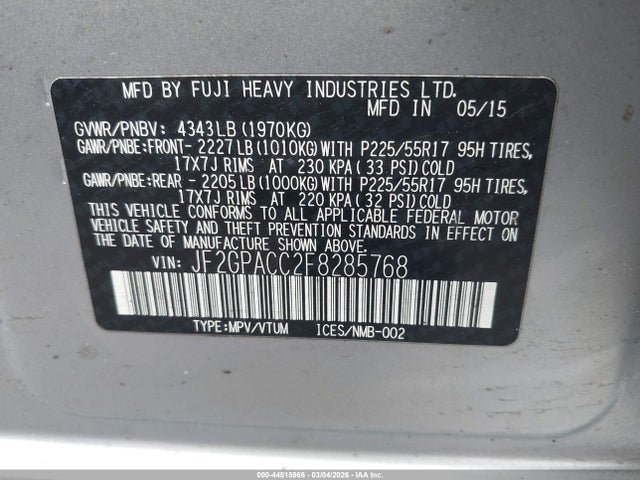 MFD BY FUJI HEAVY INDUSTRIES LTD.
MFD IN 05/15
GVWR/PNBV: 4343LB (1970KG)
GAWR/PNBE:FRONT- 2227LB (1010KG) WITH P225/55R17 95H TIRES,
17X7J RIMS AT 230 KPA ( 33 PSI) COLD
GAWR/PNBE:REAR - 2205LB (1000KG) WITH P225/55R17 95H TIRES,
17X7J RIMS AT 220 KPA ( 32 PSI) COLD
THIS VEHICLE CONFORMS TO ALL APPLICABLE FEDERAL MOTOR
VEHICLE SAFETY AND THEFT PREVENTION STANDARDS IN EFFECT
ON THE DATE OF MANUFACTURE SHOWN ABOVE.
VIN: JF2GPACC2F8285768
TYPE:MPV/VTUM ICES/NMB-002
000-44515966 - 03/04/2026 - IAAI.COM